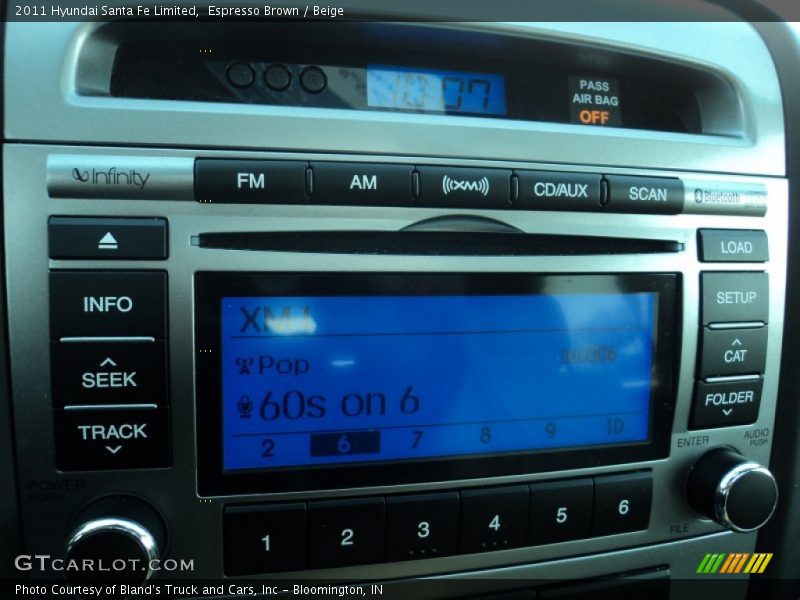 2011 Hyundai Santa Fe Limited,  Espresso Brown / Beige
10:07
PASS
AIR BAG
OFF
Infinity
FM
AM
((XM))
CD/AUX
SCAN
Bluetooth
LOAD
INFO
SETUP
SEEK
CAT
TRACK
FOLDER
XM1
Pop
60s on 6
2 6 7 8 9 10
ENTER
AUDIO
PUSH
POWER
PUSH
1 2 3 4 5 6
FILE
GTCARLOT.COM
Photo Courtesy of Bland's Truck and Cars, Inc - Bloomington, IN